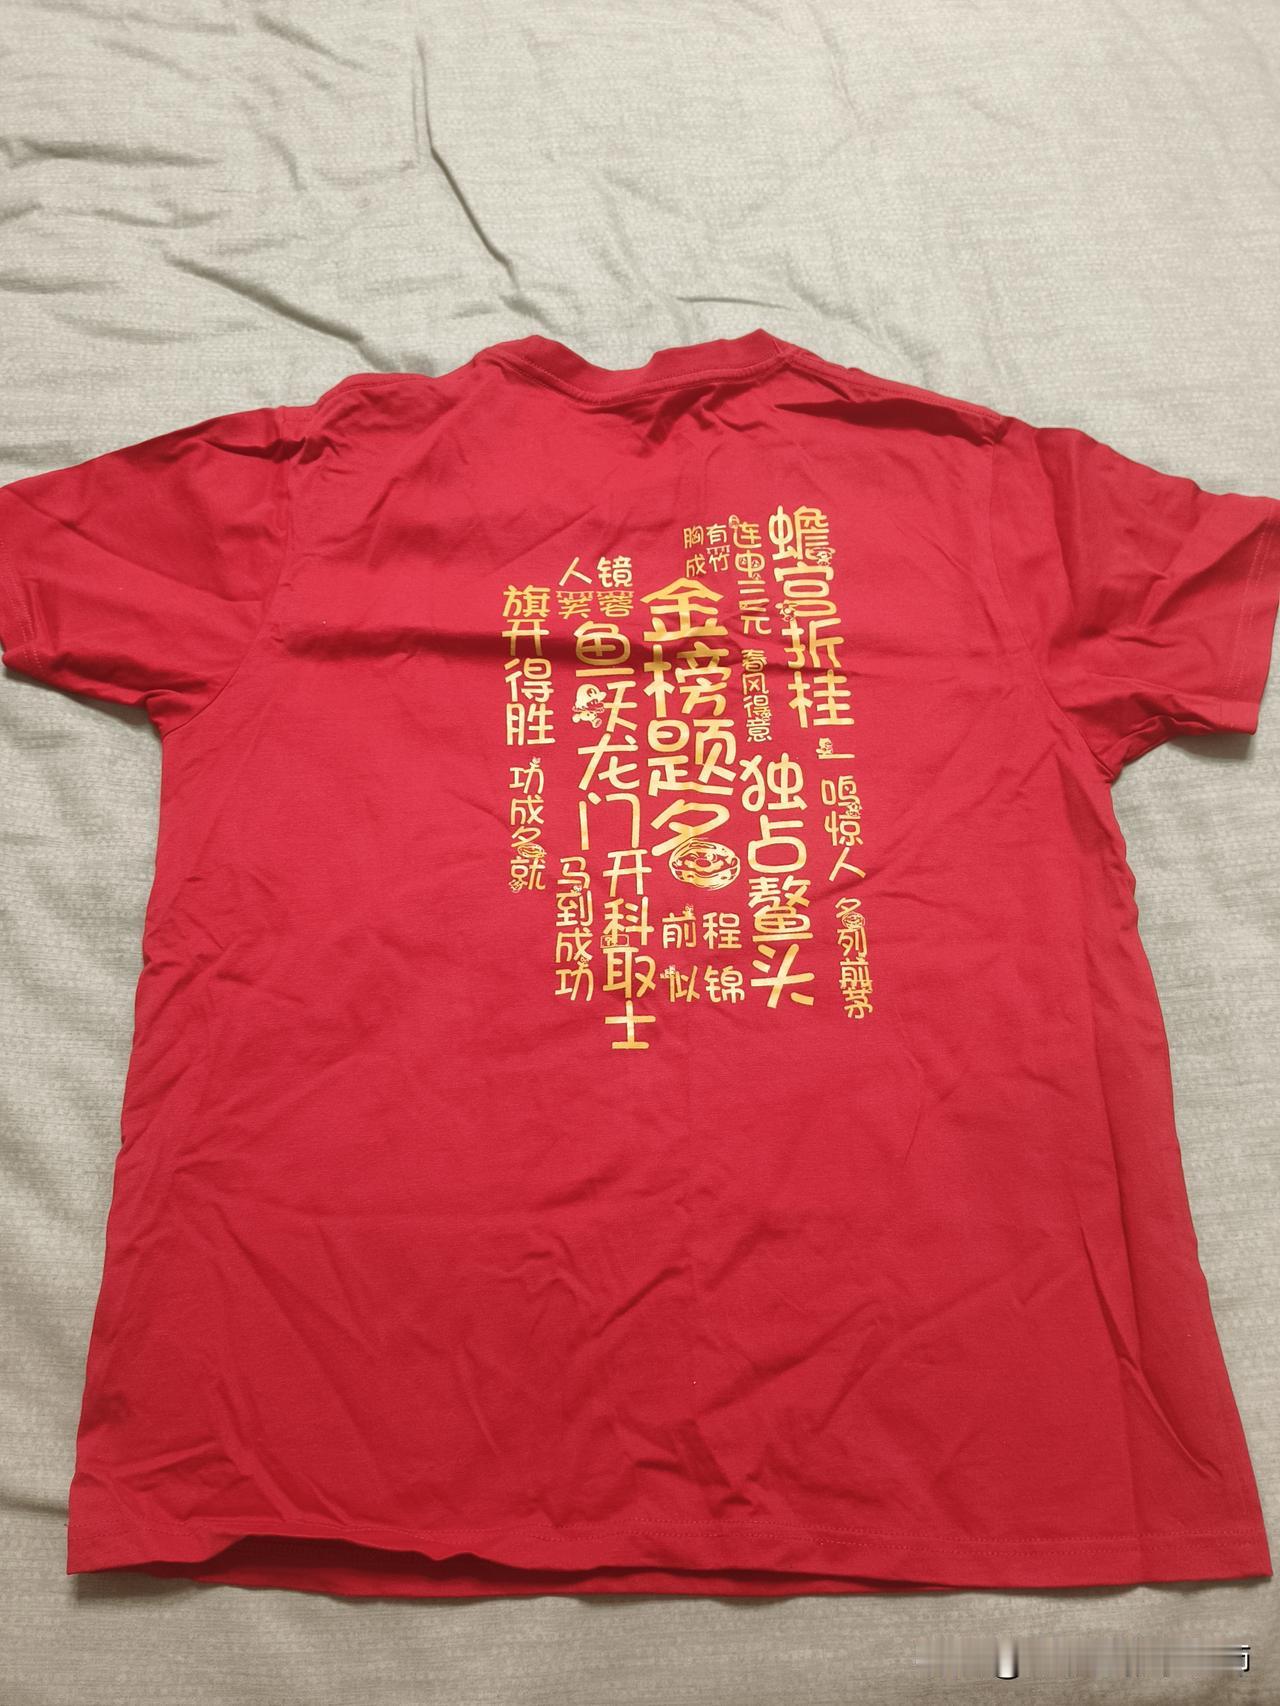 蟾宫折桂
一鸣惊人
名列前茅
连中三元
春风得意
独占鳌头
胸有
成竹
金榜题名
前程
似锦
人镜
芙蓉
鱼跃龙门
开科取士
马到成功
旗开得胜
功成名就